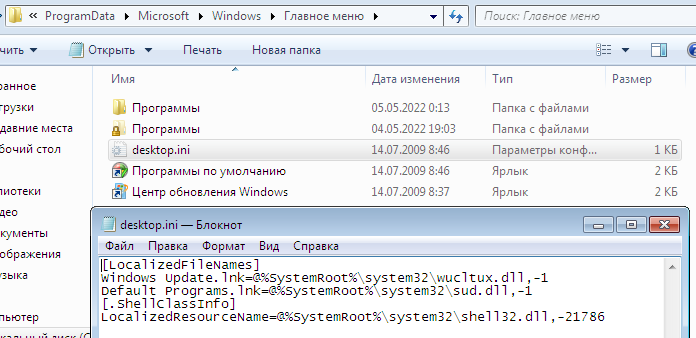 ProgramData Microsoft Windows Главное меню Поиск: Главное меню
чить Открыть Печать Новая папка
Имя Дата изменения Тип Размер
ранное
грузки Программы 05.05.2022 0:13 Папка с файлами
давние места Программы 04.05.2022 19:03 Папка с файлами
бочий стол desktop.ini 14.07.2009 8:46 Параметры конф... 1 КБ
Программы по умолчанию 14.07.2009 8:46 Ярлык 2 КБ
лиотеки Центр обновления Windows 14.07.2009 8:37 Ярлык 2 КБ
део
кументы
ображения
зыка
мпьютер
кальный диск (C
desktop.ini — Блокнот
Файл Правка Формат Вид Справка
[LocalizedFileNames]
Windows Update.lnk=@%SystemRoot%\system32\wucltux.dll,-1
Default Programs.lnk=@%SystemRoot%\system32\sud.dll,-1
[.ShellClassInfo]
LocalizedResourceName=@%SystemRoot%\system32\shell32.dll,-21786